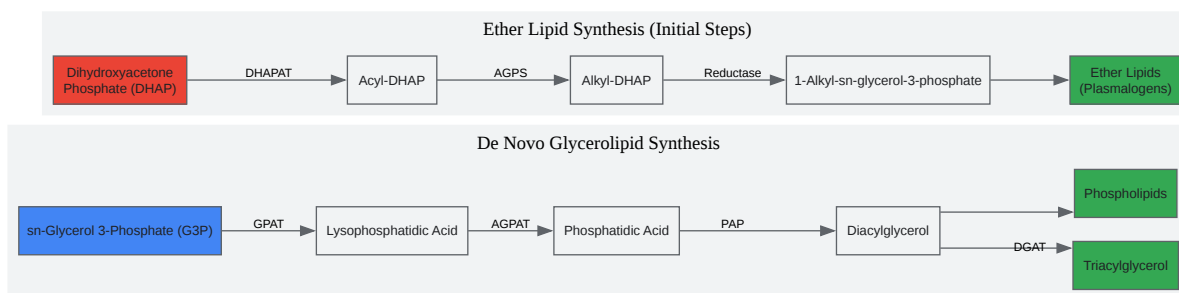 Ether Lipid Synthesis (Initial Steps)
Dihydroxyacetone
Phosphate (DHAP)
DHAPAT
Acyl-DHAP
AGPS
Alkyl-DHAP
Reductase
1-Alkyl-sn-glycerol-3-phosphate
Ether Lipids
(Plasmalogens)
De Novo Glycerolipid Synthesis
sn-Glycerol 3-Phosphate (G3P)
GPAT
Lysophosphatidic Acid
AGPAT
Phosphatidic Acid
PAP
Diacylglycerol
Phospholipids
DGAT
Triacylglycerol